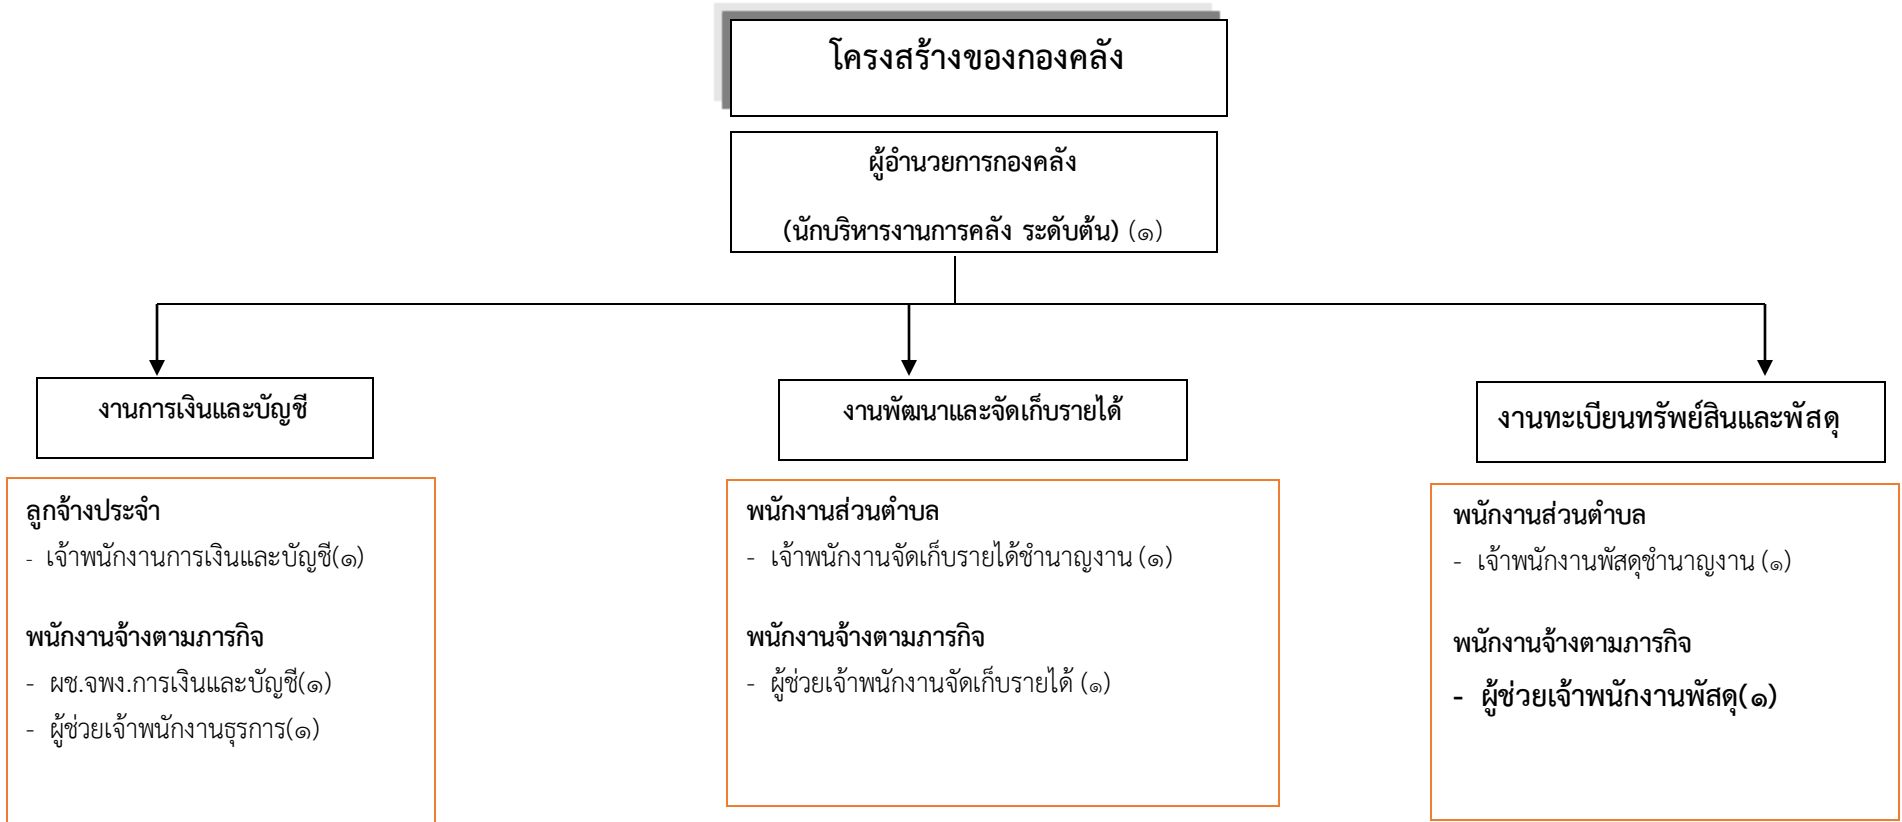 โครงสร้างของกองคลัง
ผู้อำนวยการกองคลัง
(นักบริหารงานการคลัง ระดับต้น) (๑)
งานการเงินและบัญชี
ลูกจ้างประจำ
- เจ้าพนักงานการเงินและบัญชี(๑)
พนักงานจ้างตามภารกิจ
- ผช.จพง.การเงินและบัญชี(๑)
- ผู้ช่วยเจ้าพนักงานธุรการ(๑)
งานพัฒนาและจัดเก็บรายได้
พนักงานส่วนตำบล
- เจ้าพนักงานจัดเก็บรายได้ชำนาญงาน (๑)
พนักงานจ้างตามภารกิจ
- ผู้ช่วยเจ้าพนักงานจัดเก็บรายได้ (๑)
งานทะเบียนทรัพย์สินและพัสดุ
พนักงานส่วนตำบล
- เจ้าพนักงานพัสดุชำนาญงาน (๑)
พนักงานจ้างตามภารกิจ
- ผู้ช่วยเจ้าพนักงานพัสดุ(๑)